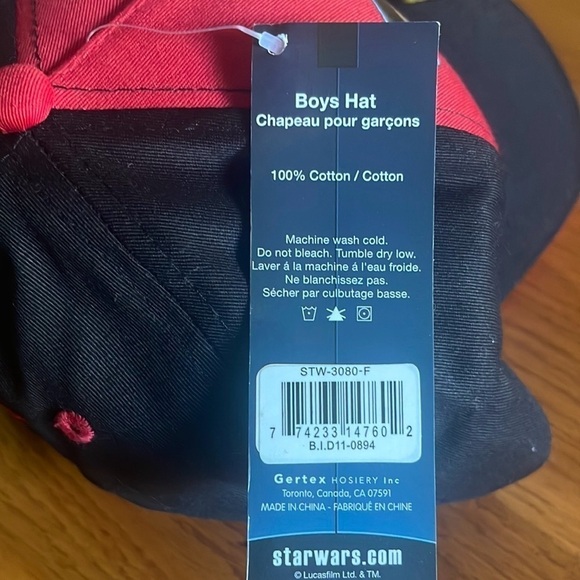 Boys Hat
Chapeau pour garçons
100% Cotton / Cotton
Machine wash cold.
Do not bleach. Tumble dry low.
Laver á la machine á l'eau froide.
Ne blanchissez pas.
Sécher par culbutage basse.
STW-3080-F
7 74233 14760 2
B.I.D11-0894
Gertex HOSIERY Inc
Toronto, Canada, CA 07591
MADE IN CHINA - FABRIQUÉ EN CHINE
starwars.com
© Lucasfilm Ltd. & TM.